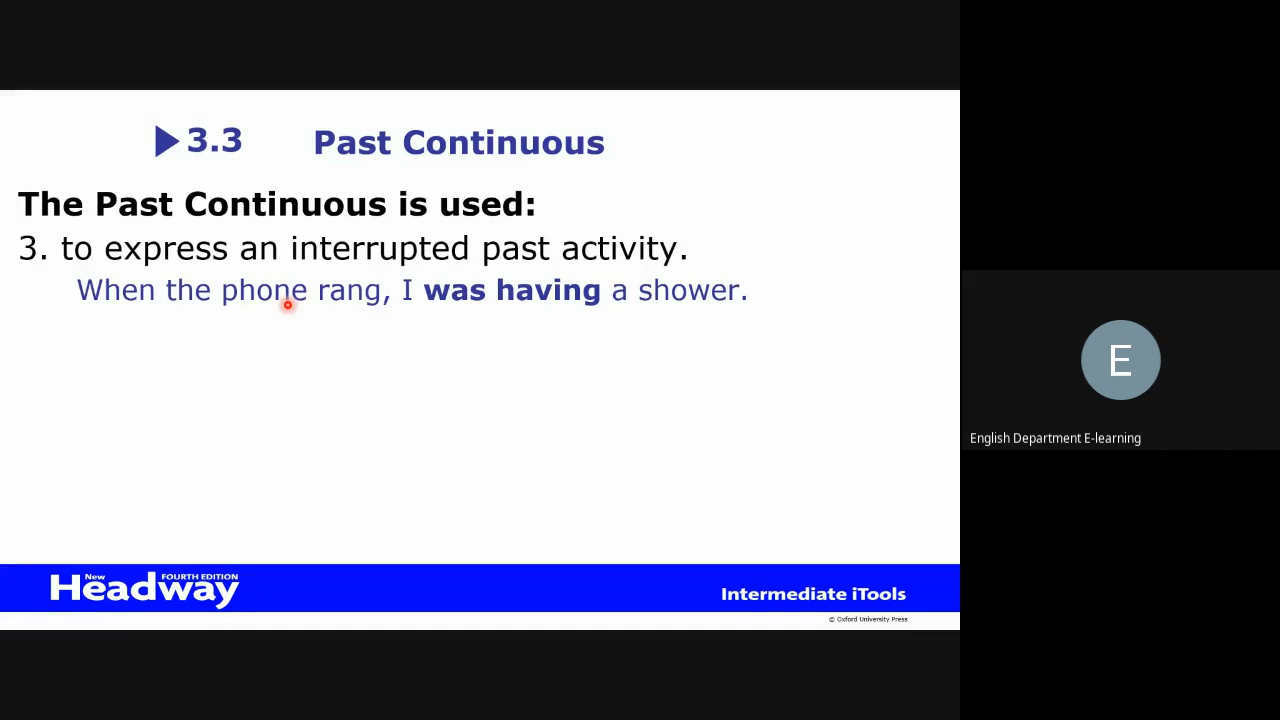 3.3 Past Continuous
The Past Continuous is used:
3. to express an interrupted past activity.
When the phone rang, I was having a shower.
E
English Department E-learning
New Headway FOURTH EDITION
Intermediate iTools
© Oxford University Press